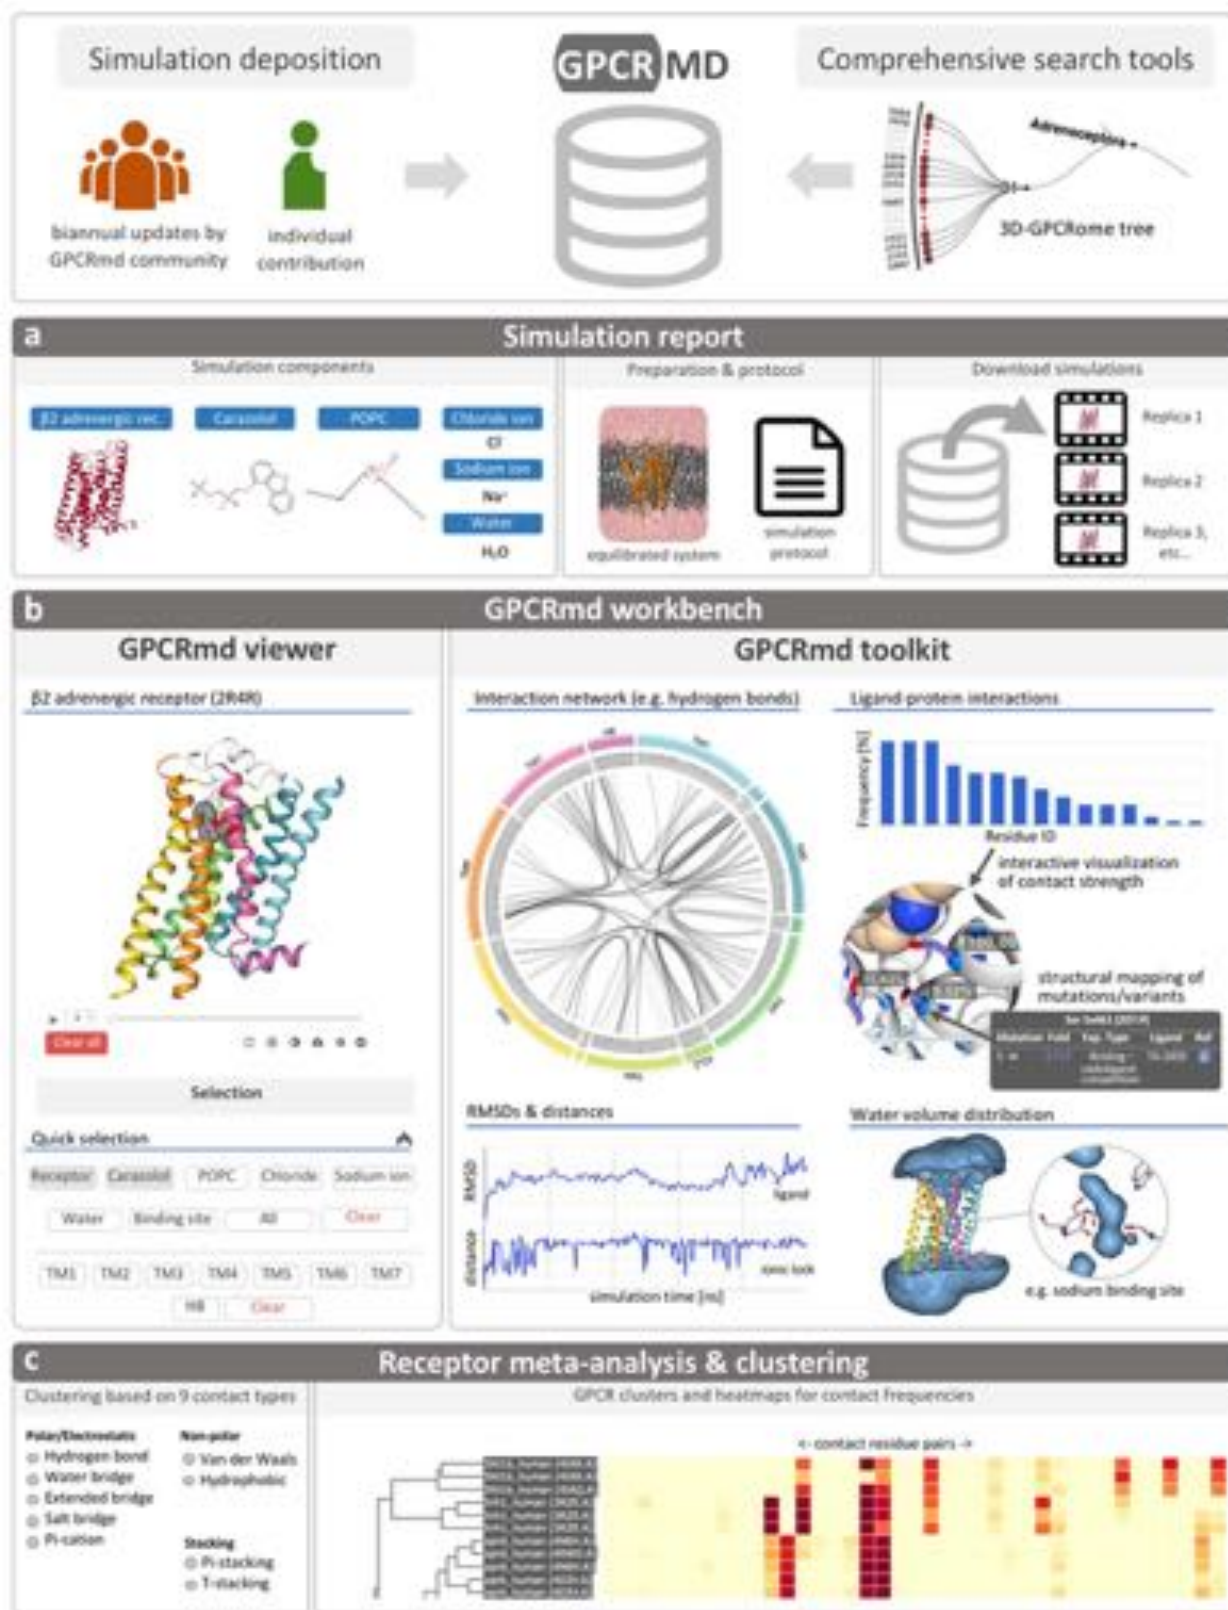 Simulation deposition
GPCR MD
Comprehensive search tools
Adrenoceptors
biannual updates by
GPCRmd community
individual
contribution
3D-GPCRome tree
a
Simulation report
Simulation components
Preparation & protocol
Download simulations
β2 adrenergic rec.
Carazolol
POPC
Chloride ion
Cl⁻
Sodium ion
Na⁺
Water
H₂O
equilibrated system
simulation
protocol
Replica 1
Replica 2
Replica 3,
etc...
b
GPCRmd workbench
GPCRmd viewer
GPCRmd toolkit
β2 adrenergic receptor (2R4R)
Interaction network (e.g. hydrogen bonds)
Ligand-protein interactions
Frequency [%]
Residue ID
interactive visualization
of contact strength
structural mapping of
mutations/variants
Mutation Fold Exp. Type Ligand Ref
Clear all
Selection
Quick selection
Receptor Carazolol POPC Chloride Sodium ion
Water Binding site All Clear
TM1 TM2 TM3 TM4 TM5 TM6 TM7
H8 Clear
RMSDs & distances
RMSD
ligand
distance
ionic lock
simulation time [ns]
Water volume distribution
e.g. sodium binding site
c
Receptor meta-analysis & clustering
Clustering based on 9 contact types
GPCR clusters and heatmaps for contact frequencies
Polar/Electrostatic
Hydrogen bond
Water bridge
Extended bridge
Salt bridge
Pi-cation
Non-polar
Van der Waals
Hydrophobic
Stacking
Pi-stacking
T-stacking
<- contact residue pairs ->